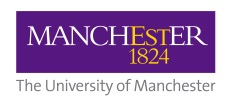 MANCHEsTER
1824
The University of Manchester